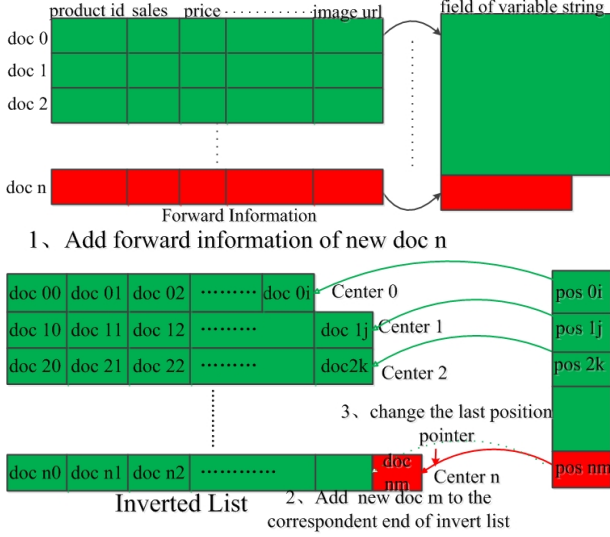 product id sales price ············ image url
field of variable string
doc 0
doc 1
doc 2
doc n
Forward Information
1、Add forward information of new doc n
doc 00 doc 01 doc 02 ········· doc 0i
Center 0
pos 0i
doc 10 doc 11 doc 12 ········· doc 1j
Center 1
pos 1j
doc 20 doc 21 doc 22 ········· doc2k
Center 2
pos 2k
3、change the last position
pointer
doc n0 doc n1 doc n2 ············
doc
nm
Center n
pos nm
Inverted List
2、Add new doc m to the
correspondent end of invert list